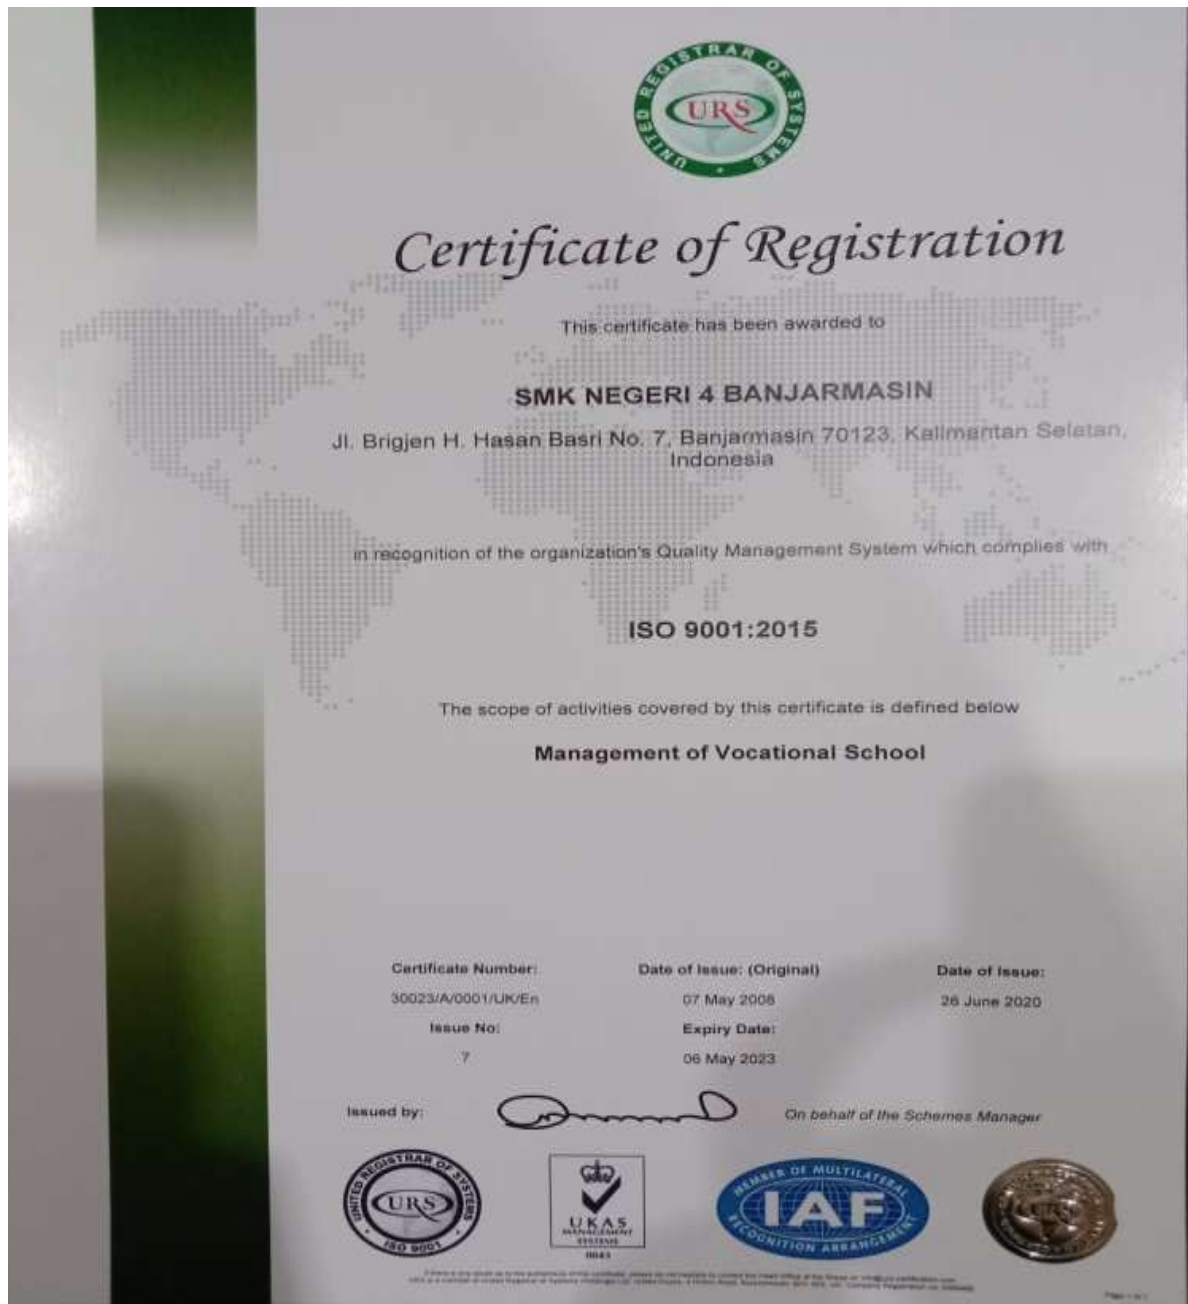 UNITED REGISTRAR OF SYSTEMS
URS
Certificate of Registration
This certificate has been awarded to
SMK NEGERI 4 BANJARMASIN
Jl. Brigjen H. Hasan Basri No. 7, Banjarmasin 70123, Kalimantan Selatan,
Indonesia
in recognition of the organization's Quality Management System which complies with
ISO 9001:2015
The scope of activities covered by this certificate is defined below
Management of Vocational School
Certificate Number: Date of Issue: (Original) Date of Issue:
30023/A/0001/UK/En 07 May 2008 26 June 2020
Issue No: Expiry Date:
7 06 May 2023
Issued by: On behalf of the Schemes Manager
UNITED REGISTRAR OF SYSTEMS
URS
ISO 9001
UKAS
MANAGEMENT
SYSTEMS
0043
MEMBER OF MULTILATERAL
IAF
RECOGNITION ARRANGEMENT
URS